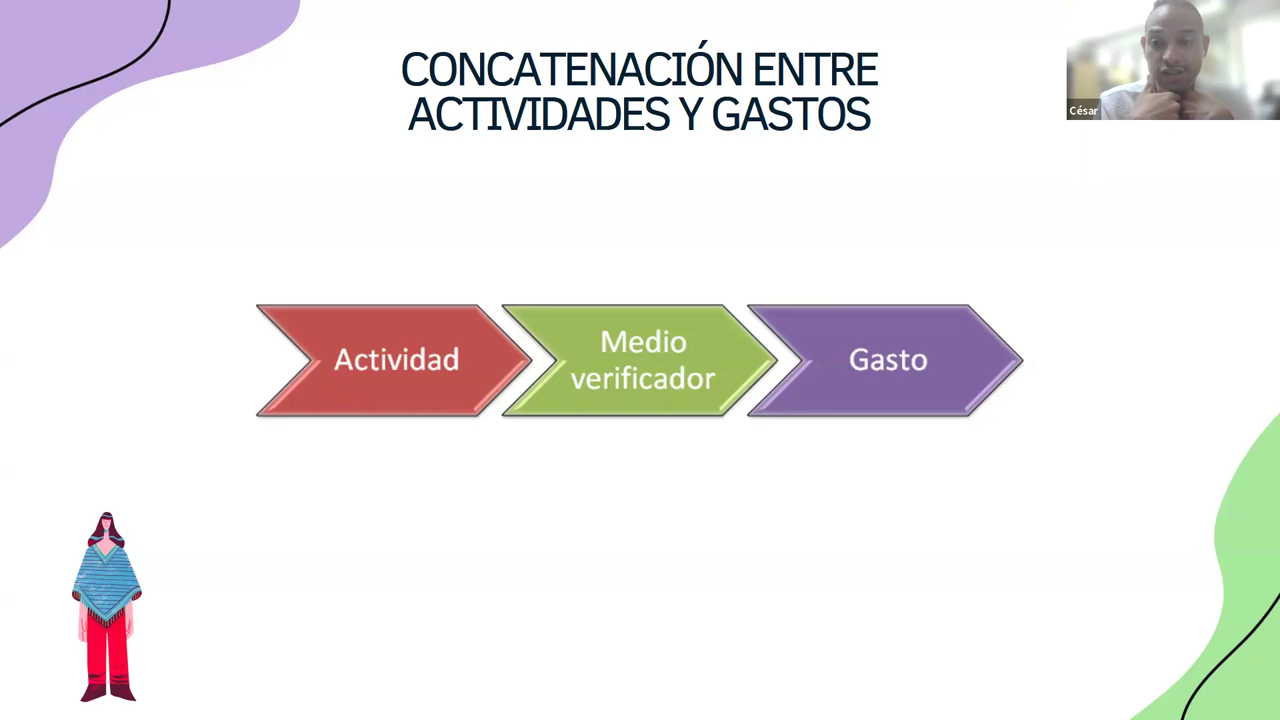 CONCATENACIÓN ENTRE
ACTIVIDADES Y GASTOS
César
Actividad
Medio
verificador
Gasto